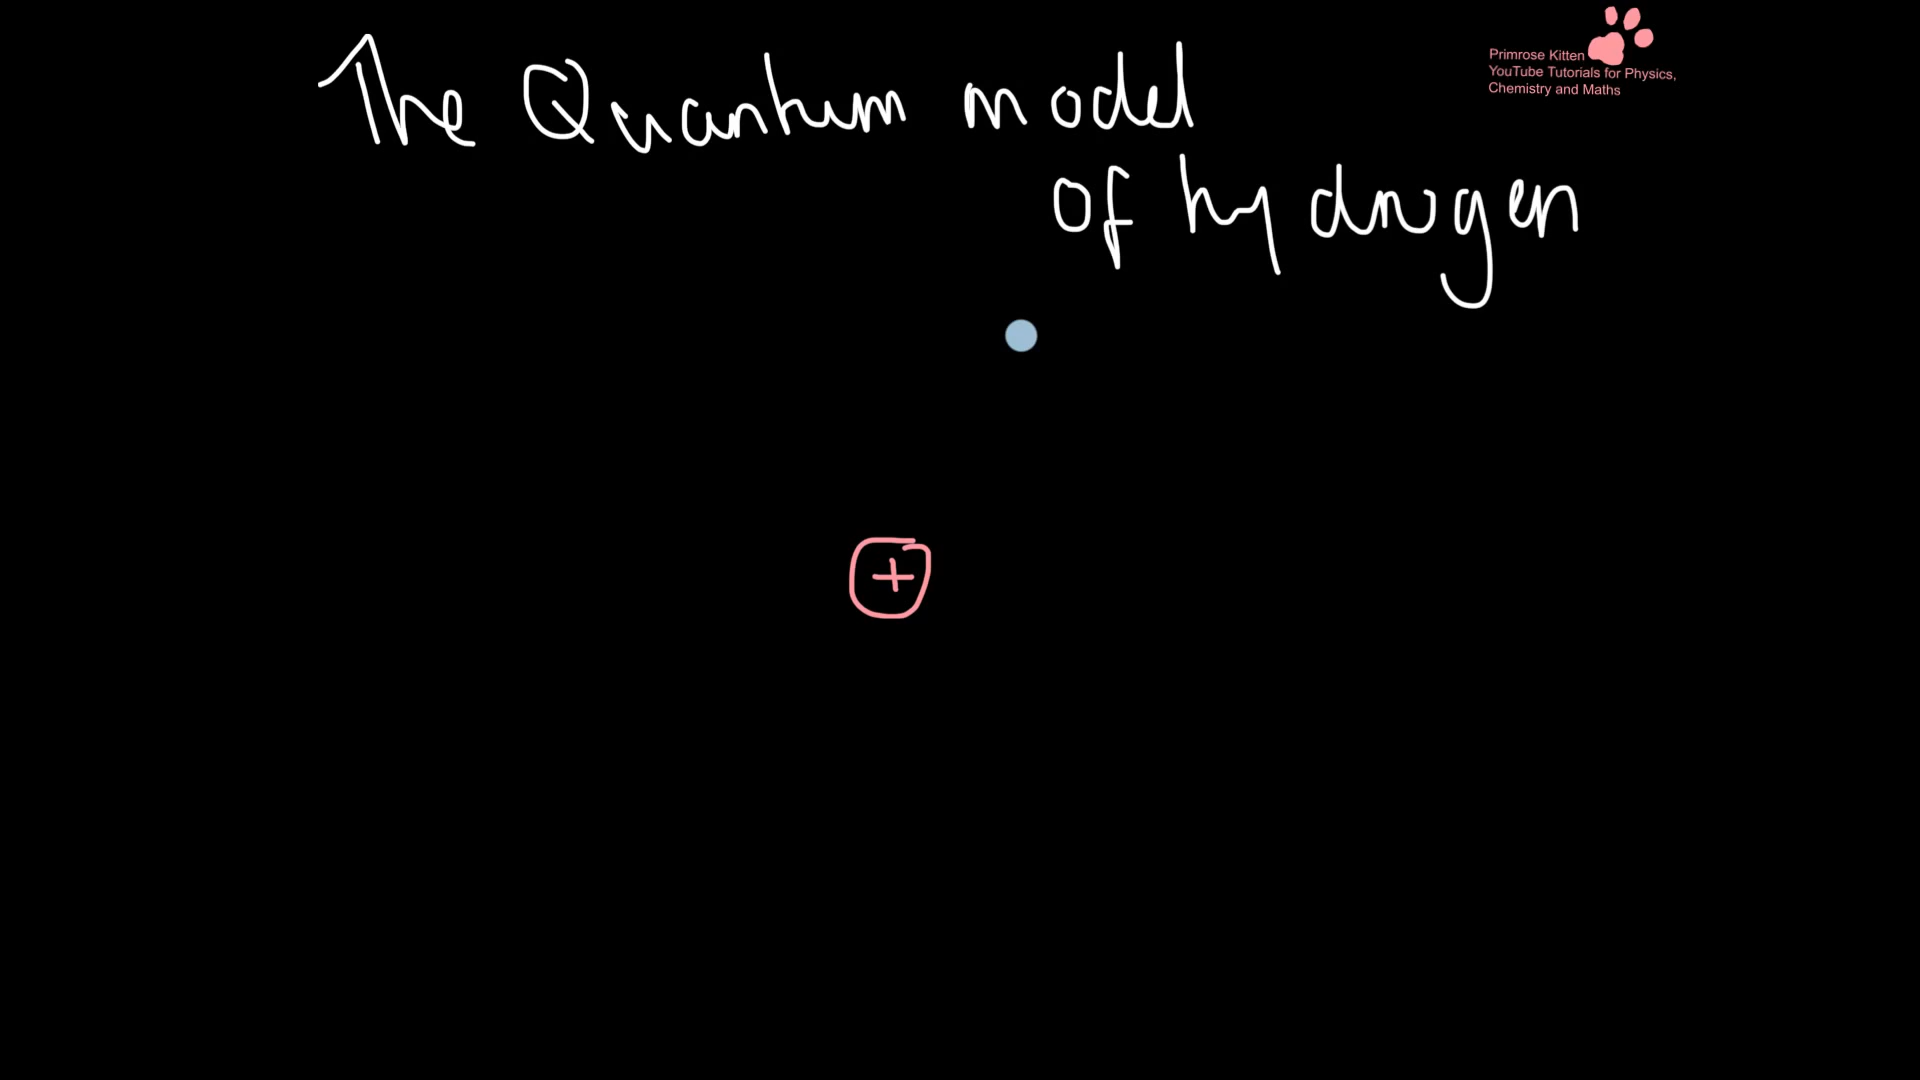 The Quantum model
of hydrogen
Primrose Kitten
YouTube Tutorials for Physics,
Chemistry and Maths
+